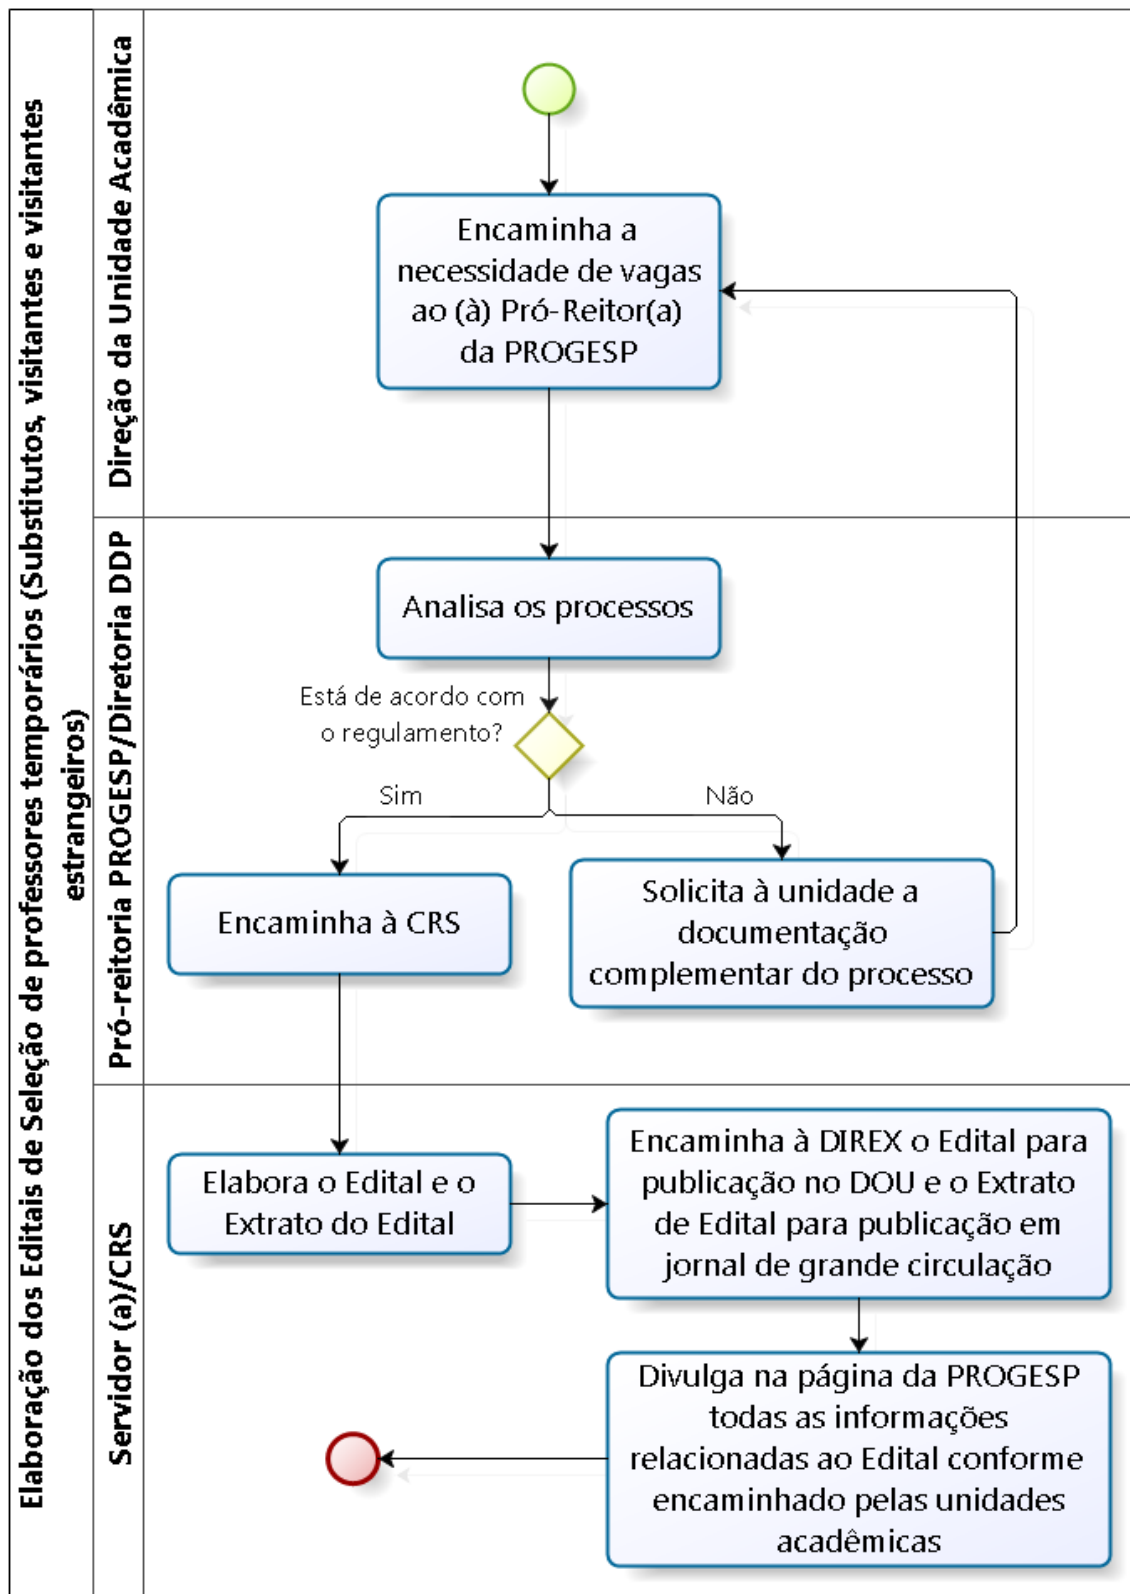 Elaboração dos Editais de Seleção de professores temporários (Substitutos, visitantes e visitantes
estrangeiros)
Direção da Unidade Acadêmica
Encaminha a
necessidade de vagas
ao (à) Pró-Reitor(a)
da PROGESP
Pró-reitoria PROGESP/Diretoria DDP
Analisa os processos
Está de acordo com
o regulamento?
Sim
Não
Encaminha à CRS
Solicita à unidade a
documentação
complementar do processo
Servidor (a)/CRS
Elabora o Edital e o
Extrato do Edital
Encaminha à DIREX o Edital para
publicação no DOU e o Extrato
de Edital para publicação em
jornal de grande circulação
Divulga na página da PROGESP
todas as informações
relacionadas ao Edital conforme
encaminhado pelas unidades
acadêmicas